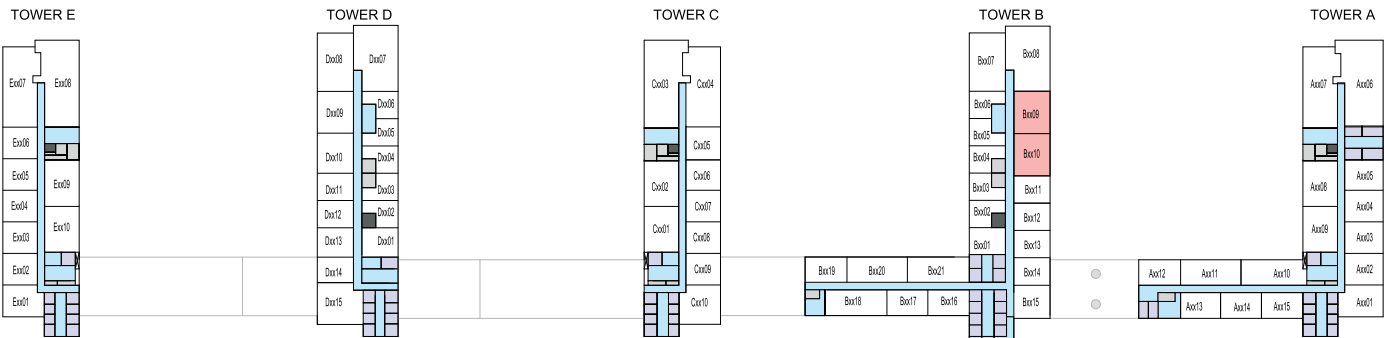 TOWER E
TOWER D
TOWER C
TOWER B
TOWER A
Exx07
Exx08
Exx06
Exx05
Exx09
Exx04
Exx03
Exx10
Exx02
Exx01
Dxx08
Dxx07
Dxx06
Dxx09
Dxx05
Dxx10
Dxx04
Dxx11
Dxx03
Dxx12
Dxx02
Dxx13
Dxx01
Dxx14
Dxx15
Cxx03
Cxx04
Cxx05
Cxx02
Cxx06
Cxx07
Cxx01
Cxx08
Cxx09
Cxx10
Bxx07
Bxx08
Bxx06
Bxx09
Bxx05
Bxx04
Bxx10
Bxx03
Bxx11
Bxx02
Bxx12
Bxx01
Bxx13
Bxx19
Bxx20
Bxx21
Bxx14
Bxx18
Bxx17
Bxx16
Bxx15
Axx07
Axx06
Axx08
Axx05
Axx04
Axx09
Axx03
Axx12
Axx11
Axx10
Axx02
Axx13
Axx14
Axx15
Axx01